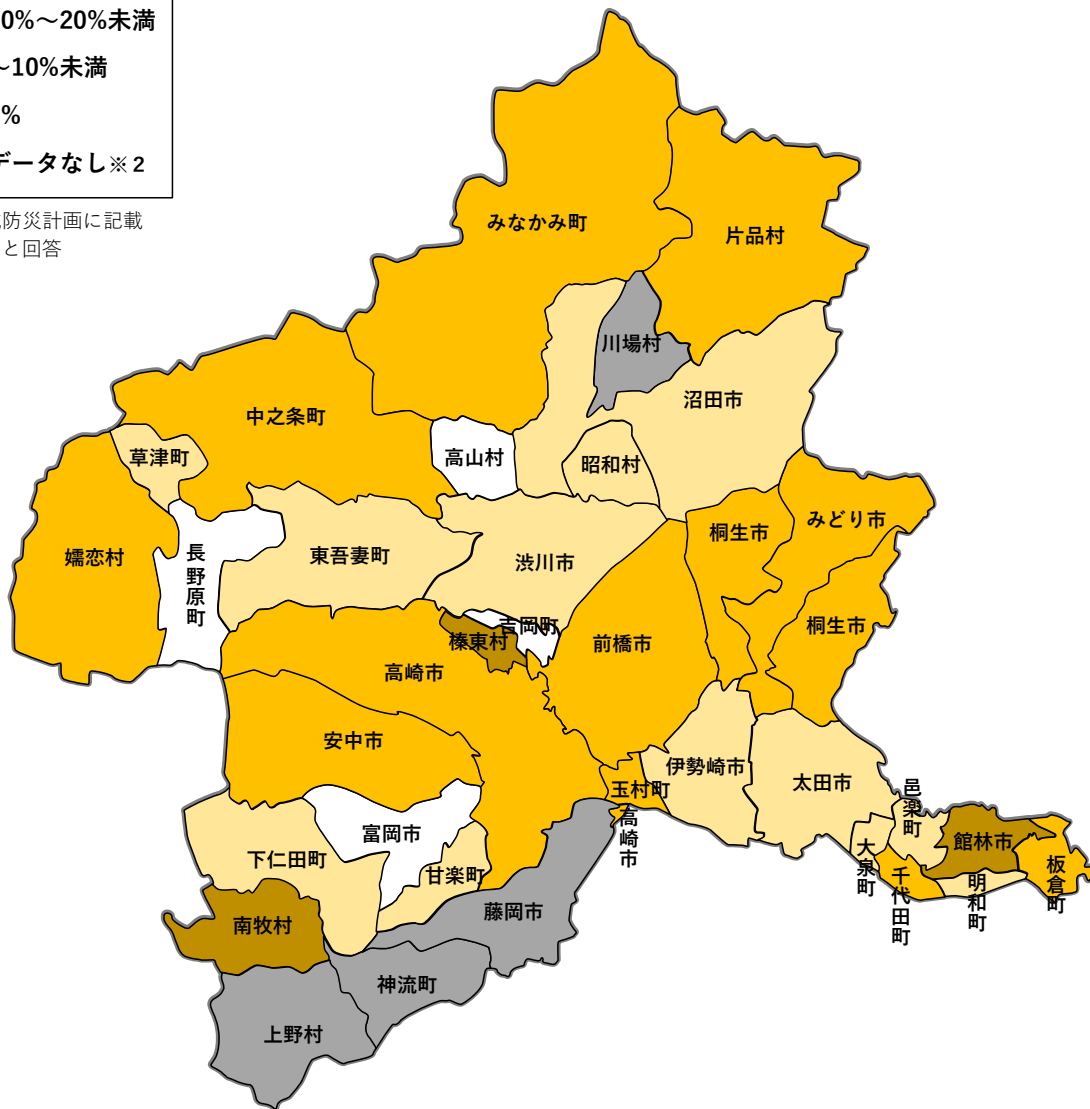 0%~20%未満
~10%未満
%
データなし※2
防災計画に記載
と回答
みなかみ町
片品村
川場村
沼田市
中之条町
草津町
高山村
昭和村
嬬恋村
長野原町
東吾妻町
渋川市
桐生市
みどり市
吉岡町
榛東村
前橋市
桐生市
高崎市
安中市
伊勢崎市
太田市
玉村町
高崎市
邑楽町
富岡市
下仁田町
甘楽町
大泉町
館林市
千代田町
明和町
板倉町
藤岡市
南牧村
神流町
上野村